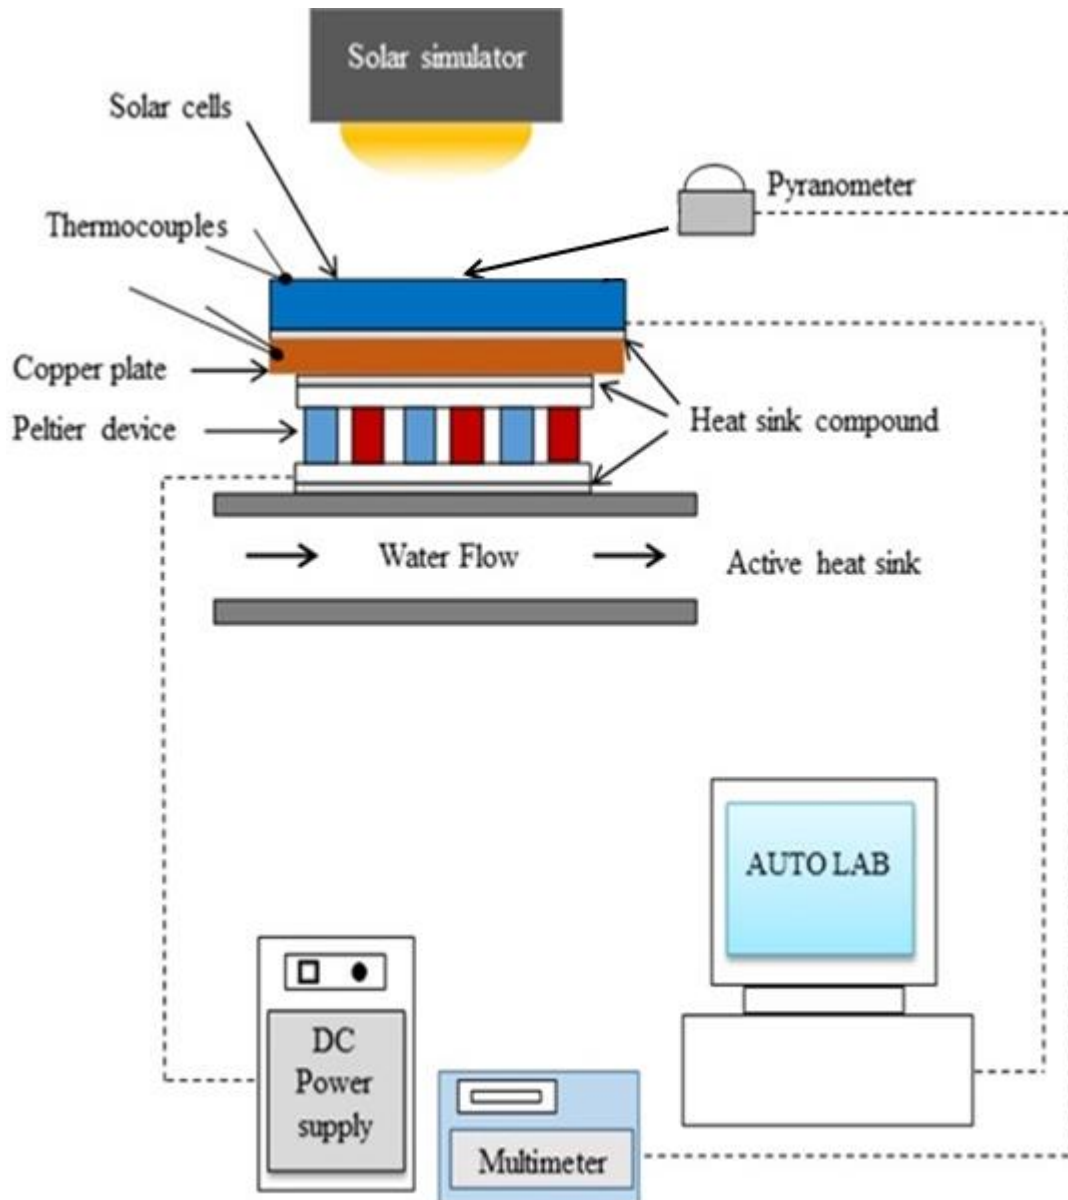 Solar simulator
Solar cells
Pyranometer
Thermocouples
Copper plate
Peltier device
Heat sink compound
Water Flow
Active heat sink
AUTO LAB
DC
Power
supply
Multimeter